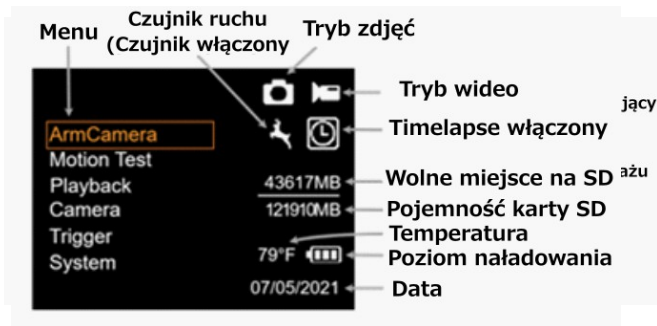 Menu
Czujnik ruchu
(Czujnik włączony
Tryb zdjęć
Tryb wideo
Timelapse włączony
Wolne miejsce na SD
Pojemność karty SD
Temperatura
Poziom naładowania
Data
ArmCamera
Motion Test
Playback
Camera
Trigger
System
43617MB
121910MB
79°F
07/05/2021
jący
ażu